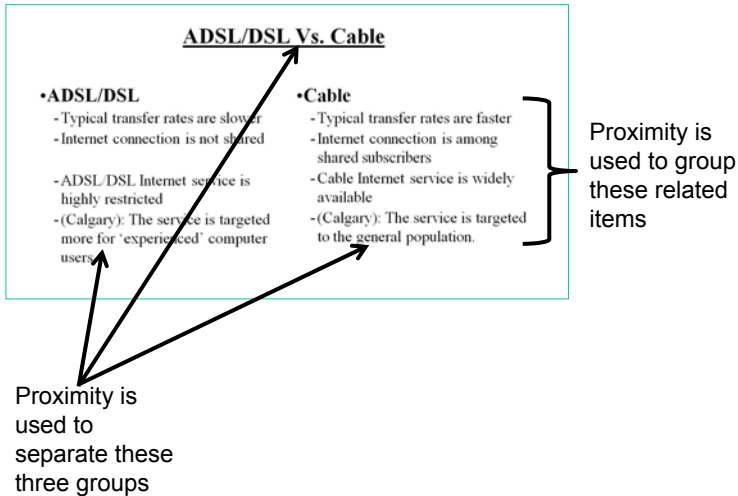 ADSL/DSL Vs. Cable
•ADSL/DSL
- Typical transfer rates are slower
- Internet connection is not shared
- ADSL/DSL Internet service is
highly restricted
- (Calgary): The service is targeted
more for ‘experienced’ computer
users
•Cable
- Typical transfer rates are faster
- Internet connection is among
shared subscribers
- Cable Internet service is widely
available
- (Calgary): The service is targeted
to the general population.
Proximity is
used to group
these related
items
Proximity is
used to
separate these
three groups